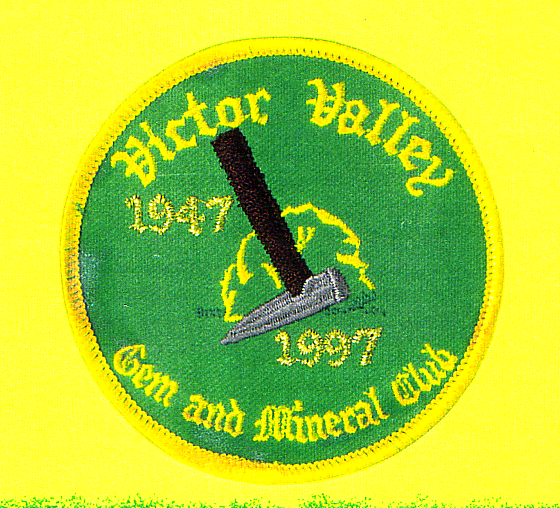 Victor Valley
1947
1997
Gem and Mineral Club